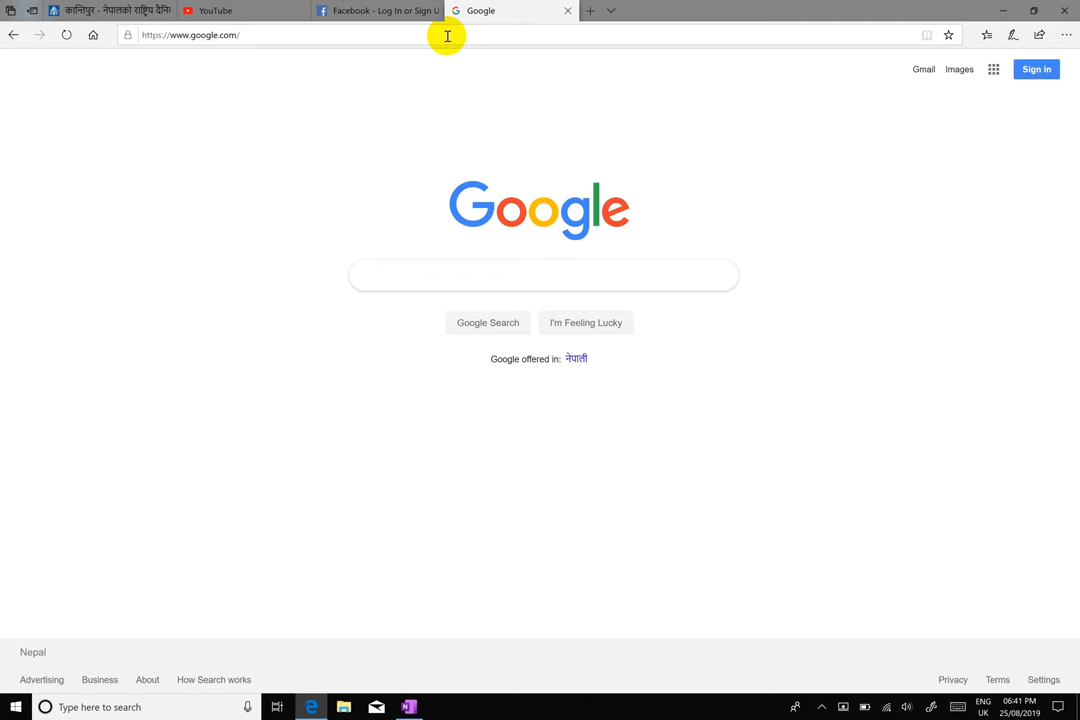 कान्तिपुर - नेपालको राष्ट्रिय दैनि
YouTube
Facebook - Log In or Sign U
Google
https://www.google.com/
Gmail
Images
Sign in
Google
Google Search
I'm Feeling Lucky
Google offered in: नेपाली
Nepal
Advertising
Business
About
How Search works
Privacy
Terms
Settings
Type here to search
ENG
UK
06:41 PM
25/08/2019